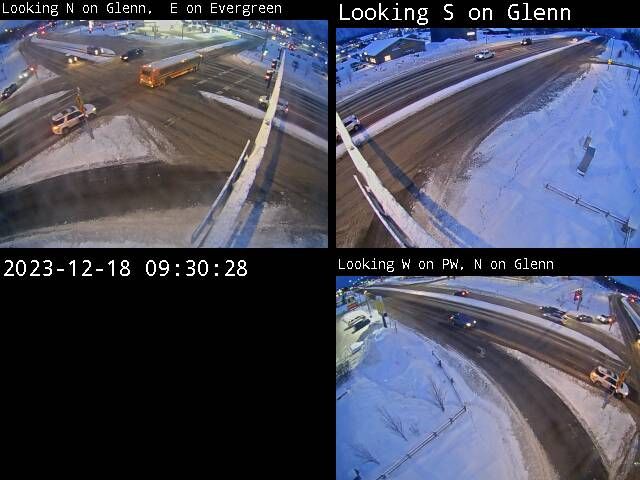 Looking N on Glenn,  E on Evergreen
Looking S on Glenn
2023-12-18 09:30:28
Looking W on PW, N on Glenn